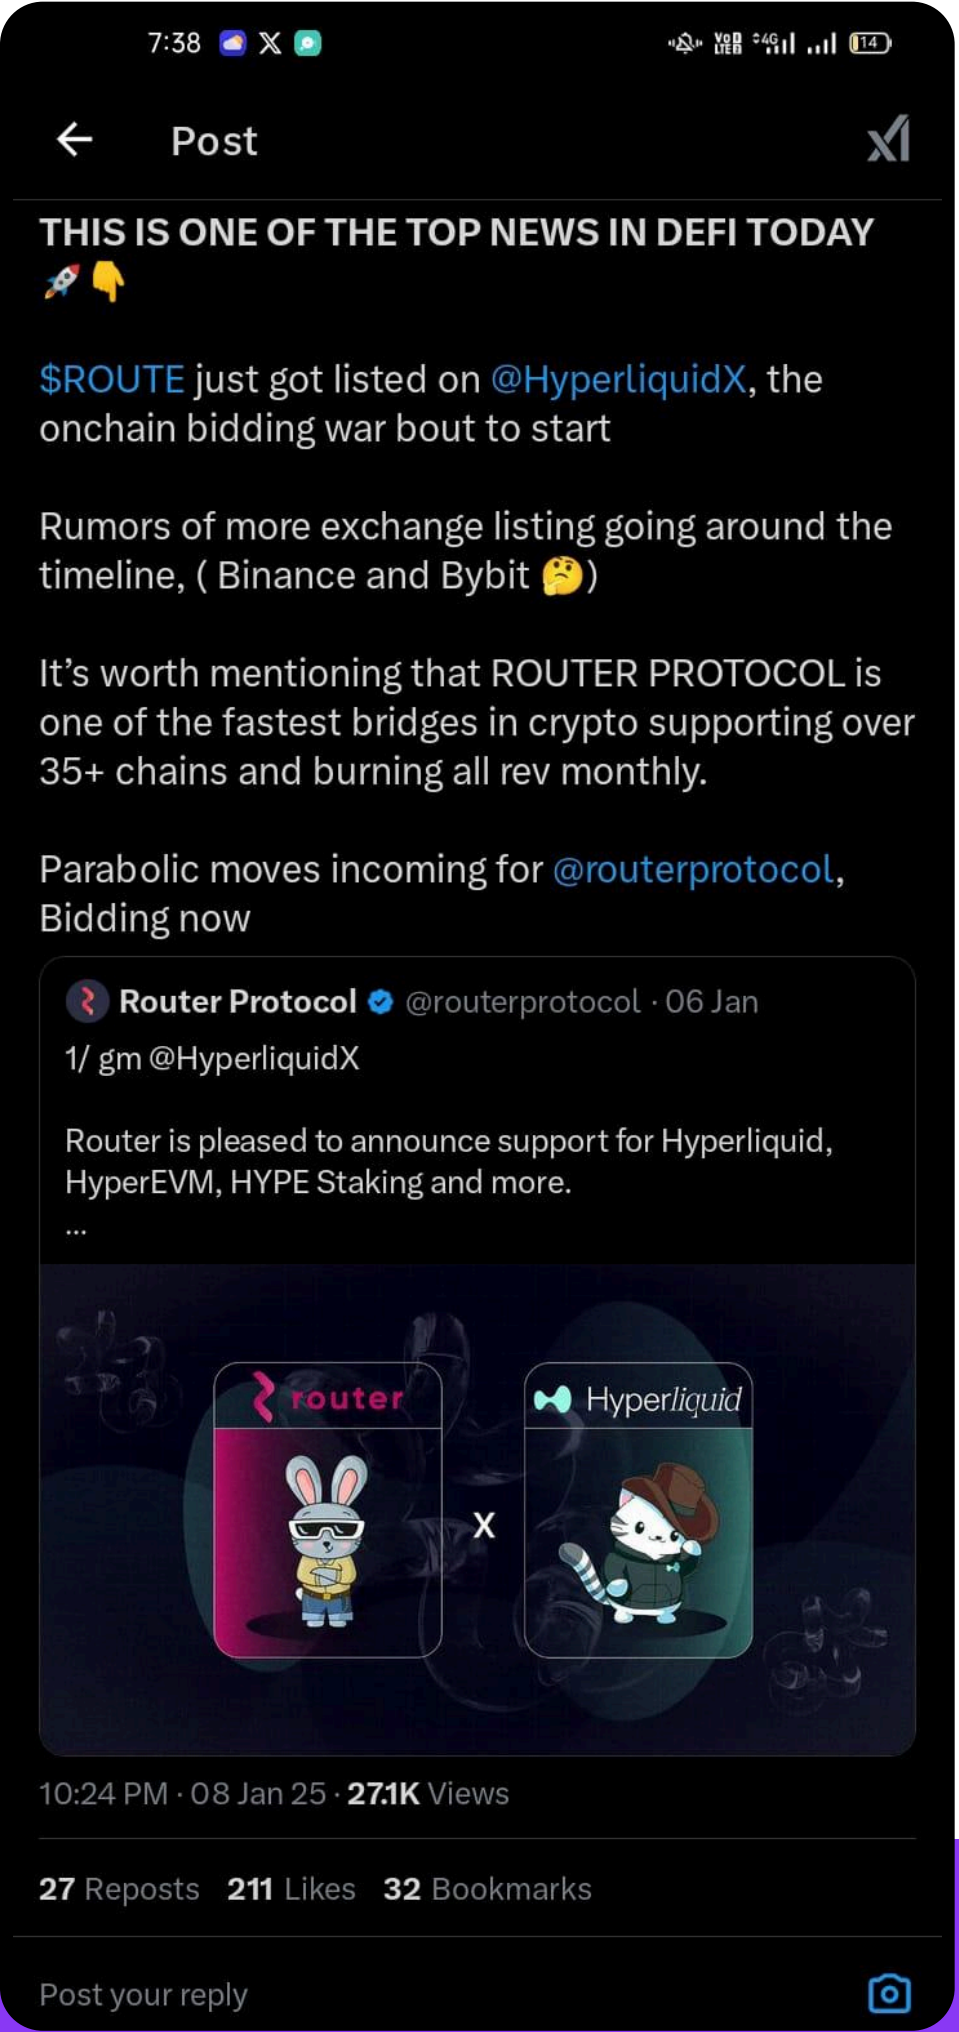 7:38
VoD LTE 4G 14
Post
THIS IS ONE OF THE TOP NEWS IN DEFI TODAY
🚀👇
$ROUTE just got listed on @HyperliquidX, the
onchain bidding war bout to start
Rumors of more exchange listing going around the
timeline, ( Binance and Bybit 🤔)
It’s worth mentioning that ROUTER PROTOCOL is
one of the fastest bridges in crypto supporting over
35+ chains and burning all rev monthly.
Parabolic moves incoming for @routerprotocol,
Bidding now
Router Protocol @routerprotocol · 06 Jan
1/ gm @HyperliquidX
Router is pleased to announce support for Hyperliquid,
HyperEVM, HYPE Staking and more.
...
router
Hyperliquid
X
10:24 PM · 08 Jan 25 · 27.1K Views
27 Reposts 211 Likes 32 Bookmarks
Post your reply